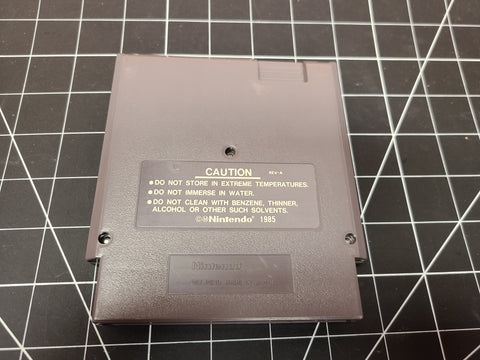 CAUTION REV-A
●DO NOT STORE IN EXTREME TEMPERATURES.
●DO NOT IMMERSE IN WATER.
●DO NOT CLEAN WITH BENZENE, THINNER,
ALCOHOL OR OTHER SUCH SOLVENTS.
©Ⓜ Nintendo® 1985
Nintendo